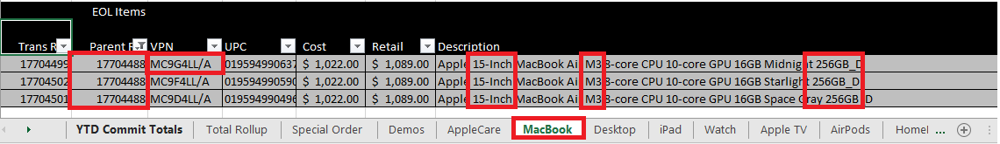 EOL Items
Trans R Parent R VPN UPC Cost Retail Description
17704499 17704488 MC9G4LL/A 019594990637 $ 1,022.00 $ 1,089.00 Apple 15-Inch MacBook Ai M3 8-core CPU 10-core GPU 16GB Midnight 256GB_D
17704502 17704488 MC9F4LL/A 019594990590 $ 1,022.00 $ 1,089.00 Apple 15-Inch MacBook Ai M3 8-core CPU 10-core GPU 16GB Starlight 256GB_D
17704501 17704488 MC9D4LL/A 019594990496 $ 1,022.00 $ 1,089.00 Apple 15-Inch MacBook Ai M3 8-core CPU 10-core GPU 16GB Space Gray 256GB_D
YTD Commit Totals Total Rollup Special Order Demos AppleCare MacBook Desktop iPad Watch Apple TV AirPods HomeI ...